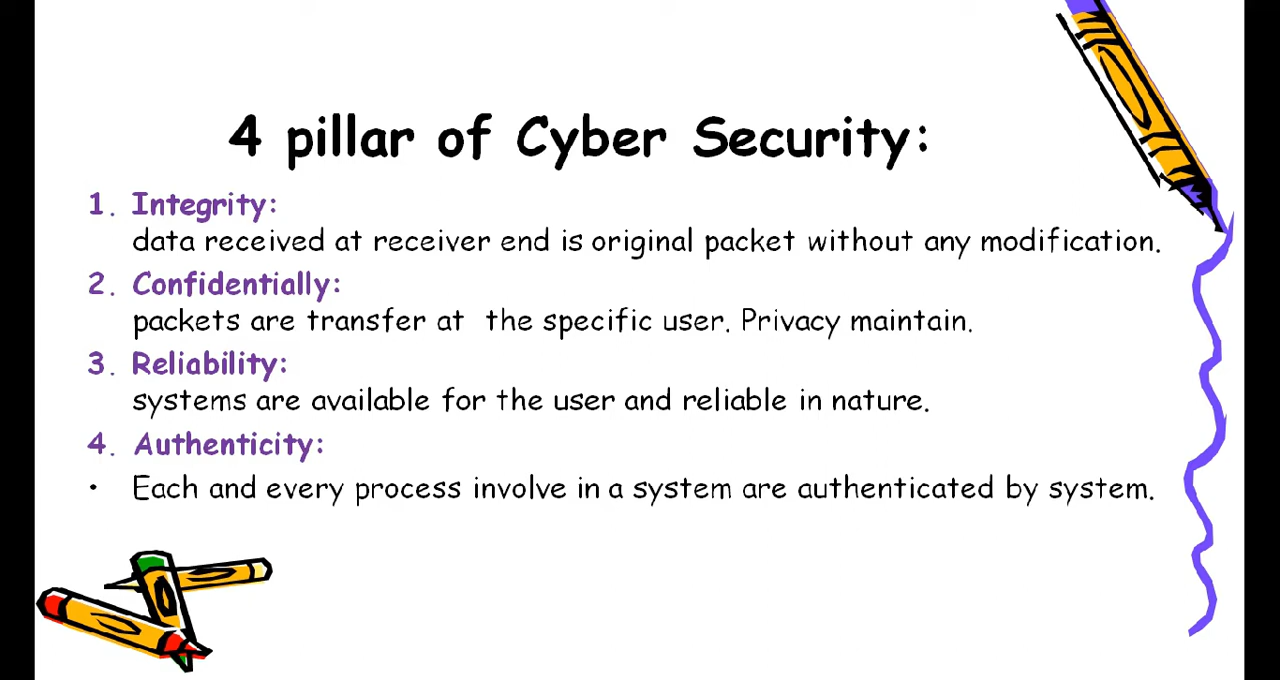 4 pillar of Cyber Security:
1. Integrity:
data received at receiver end is original packet without any modification.
2. Confidentially:
packets are transfer at the specific user. Privacy maintain.
3. Reliability:
systems are available for the user and reliable in nature.
4. Authenticity:
• Each and every process involve in a system are authenticated by system.